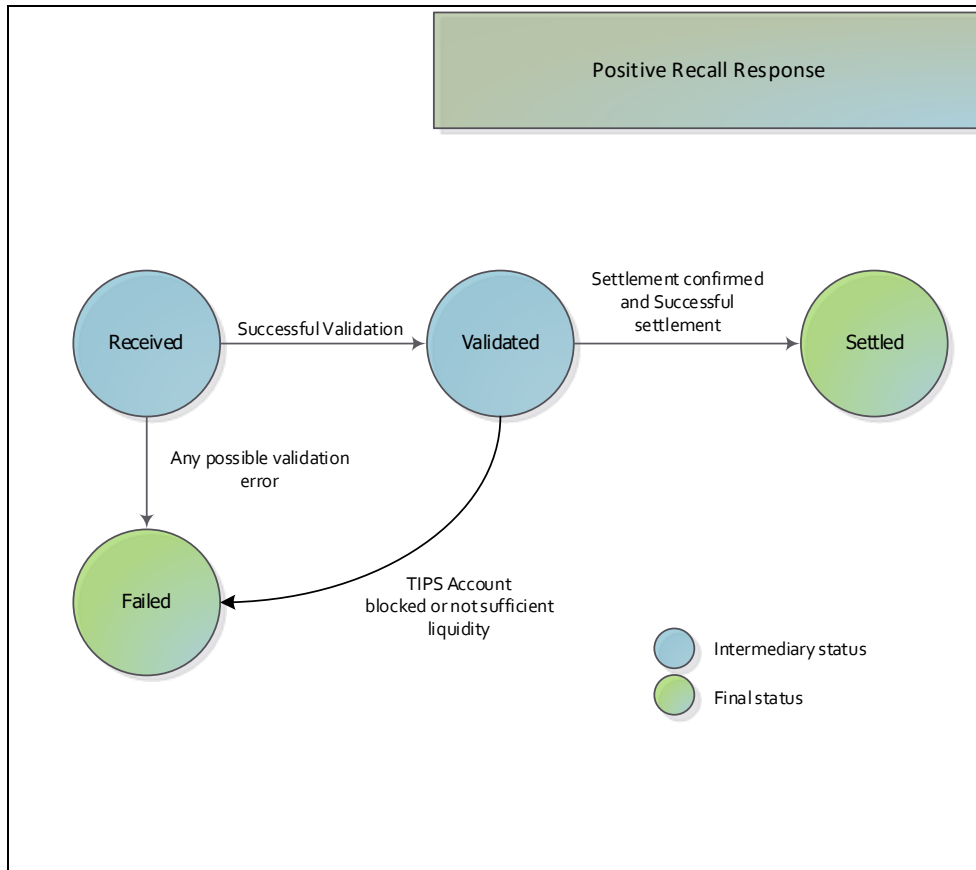 Positive Recall Response
Settlement confirmed
and Successful
settlement
Received
Successful Validation
Validated
Settled
Any possible validation
error
Failed
TIPS Account
blocked or not sufficient
liquidity
Intermediary status
Final status